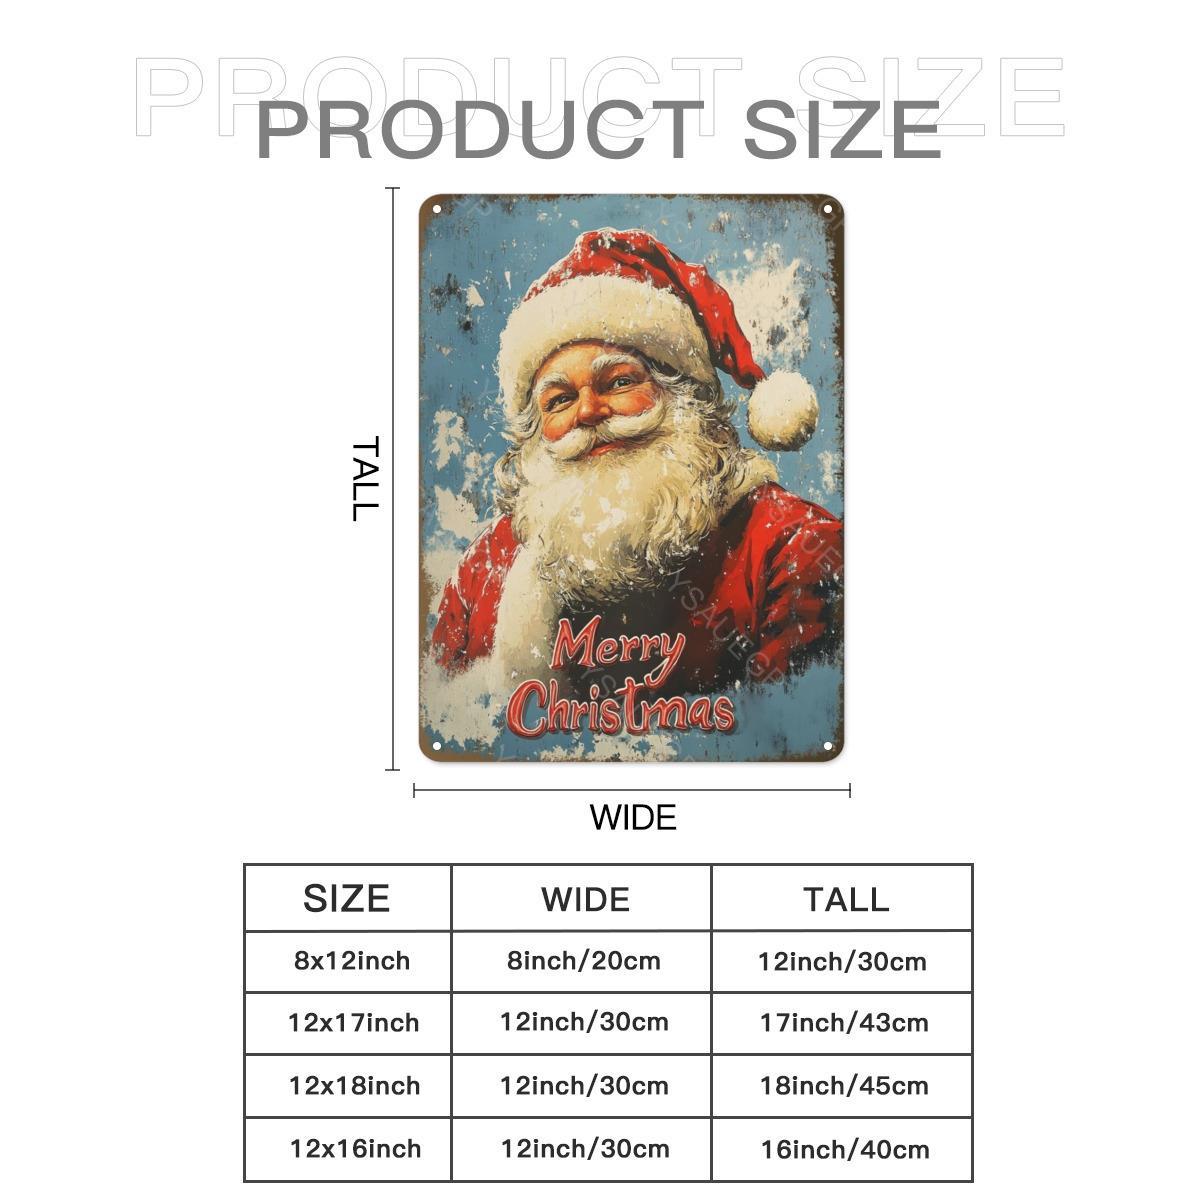 PRODUCT SIZE
PRODUCT SIZE
TALL
YSAUEGP
Merry
Christmas
WIDE
SIZE WIDE TALL
8x12inch 8inch/20cm 12inch/30cm
12x17inch 12inch/30cm 17inch/43cm
12x18inch 12inch/30cm 18inch/45cm
12x16inch 12inch/30cm 16inch/40cm